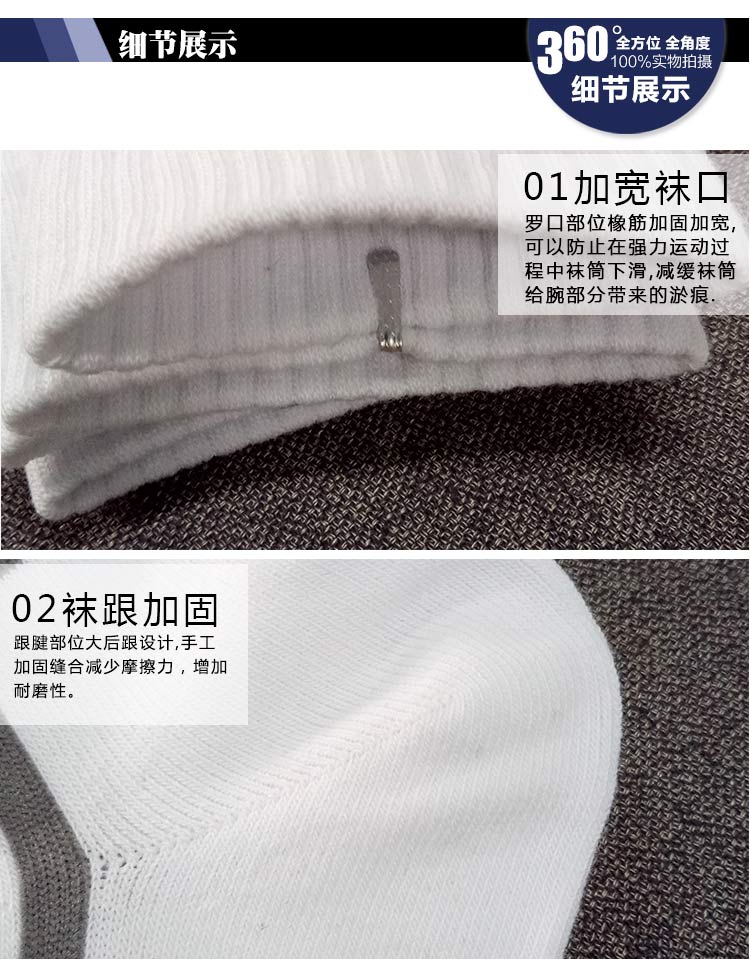 细节展示
360°全方位 全角度
100%实物拍摄
细节展示
01加宽袜口
罗口部位橡筋加固加宽,
可以防止在强力运动过
程中袜筒下滑,减缓袜筒
给腕部分带来的淤痕.
02袜跟加固
跟腱部位大后跟设计,手工
加固缝合减少摩擦力，增加
耐磨性。